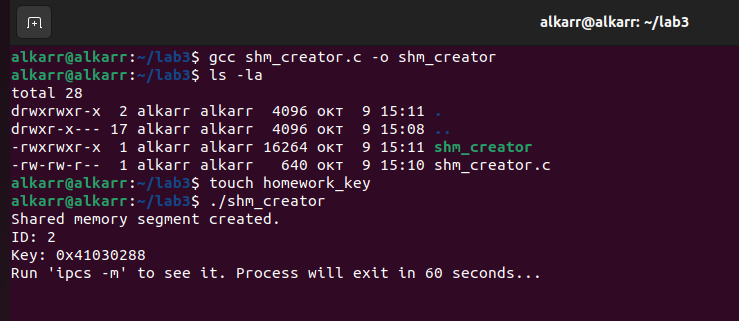 alkarr@alkarr: ~/lab3
alkarr@alkarr:~/lab3$ gcc shm_creator.c -o shm_creator
alkarr@alkarr:~/lab3$ ls -la
total 28
drwxrwxr-x  2 alkarr alkarr  4096 окт  9 15:11 .
drwxr-x--- 17 alkarr alkarr  4096 окт  9 15:08 ..
-rwxrwxr-x  1 alkarr alkarr 16264 окт  9 15:11 shm_creator
-rw-rw-r--  1 alkarr alkarr   640 окт  9 15:10 shm_creator.c
alkarr@alkarr:~/lab3$ touch homework_key
alkarr@alkarr:~/lab3$ ./shm_creator
Shared memory segment created.
ID: 2
Key: 0x41030288
Run 'ipcs -m' to see it. Process will exit in 60 seconds...